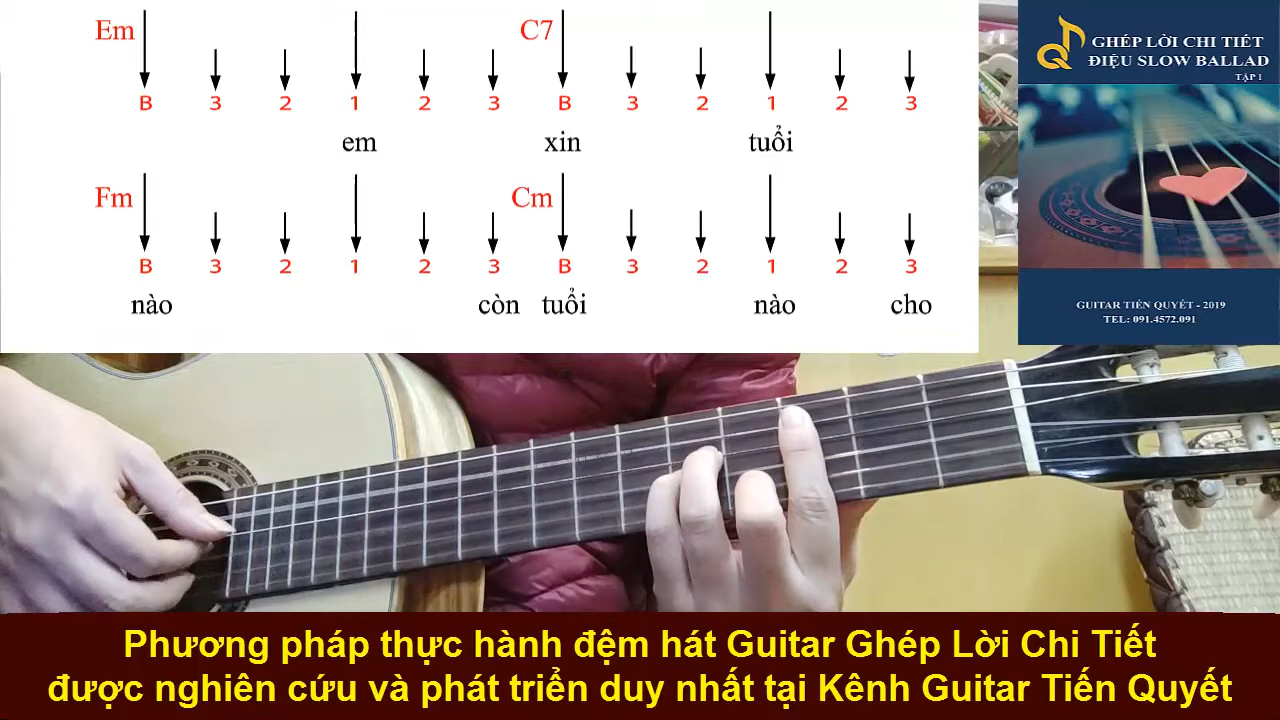 Em C7
B 3 2 1 2 3 B 3 2 1 2 3
em xin tuổi
Fm Cm
B 3 2 1 2 3 B 3 2 1 2 3
nào còn tuổi nào cho
GHÉP LỜI CHI TIẾT
ĐIỆU SLOW BALLAD
TẬP 1
GUITAR TIẾN QUYẾT - 2019
TEL: 091.4572.091
Phương pháp thực hành đệm hát Guitar Ghép Lời Chi Tiết
được nghiên cứu và phát triển duy nhất tại Kênh Guitar Tiến Quyết